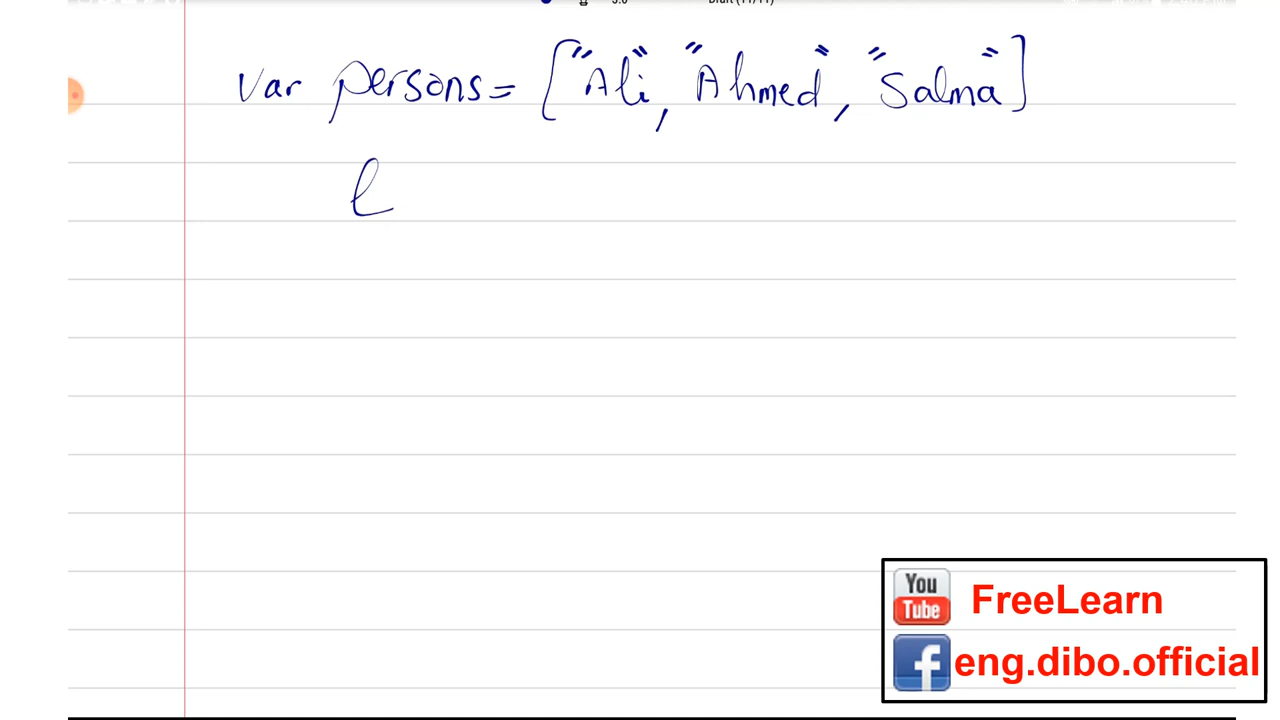 var persons = ["Ali", "Ahmed", "Salma"]
l
You Tube FreeLearn
f eng.dibo.official